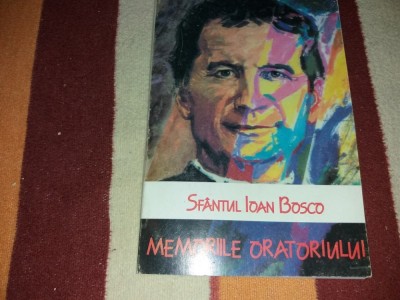 SFÂNTUL IOAN BOSCO
MEMORIILE ORATORIULUI